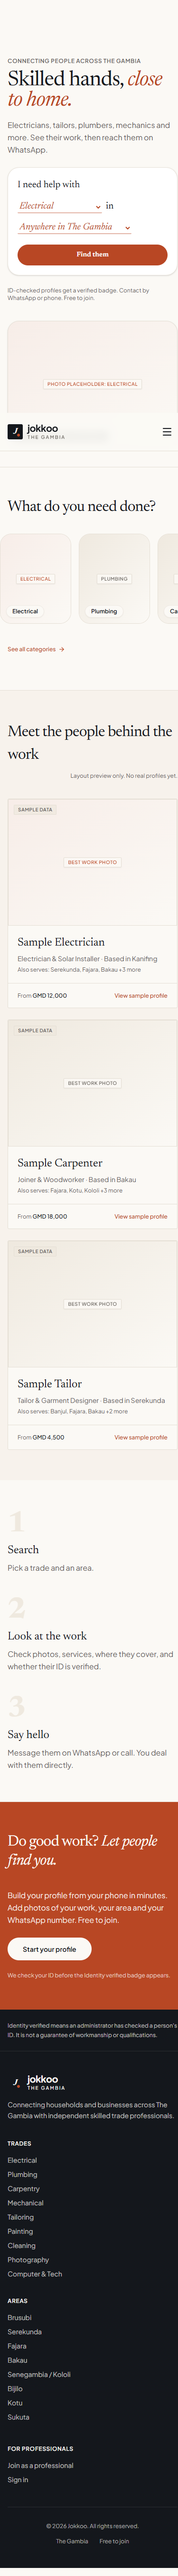 CONNECTING PEOPLE ACROSS THE GAMBIA
Skilled hands, close
to home.
Electricians, tailors, plumbers, mechanics and
more. See their work, then reach them on
WhatsApp.
I need help with
Electrical
in
Anywhere in The Gambia
Find them
ID-checked profiles get a verified badge. Contact by
WhatsApp or phone. Free to join.
PHOTO PLACEHOLDER: ELECTRICAL
J
jokkoo
THE GAMBIA
What do you need done?
ELECTRICAL
PLUMBING
Electrical
Plumbing
Ca
See all categories →
Meet the people behind the
work
Layout preview only. No real profiles yet.
SAMPLE DATA
BEST WORK PHOTO
Sample Electrician
Electrician & Solar Installer · Based in Kanifing
Also serves: Serekunda, Fajara, Bakau +3 more
From GMD 12,000
View sample profile
SAMPLE DATA
BEST WORK PHOTO
Sample Carpenter
Joiner & Woodworker · Based in Bakau
Also serves: Fajara, Kotu, Kololi +3 more
From GMD 18,000
View sample profile
SAMPLE DATA
BEST WORK PHOTO
Sample Tailor
Tailor & Garment Designer · Based in Serekunda
Also serves: Banjul, Fajara, Bakau +2 more
From GMD 4,500
View sample profile
1
Search
Pick a trade and an area.
2
Look at the work
Check photos, services, where they cover, and
whether their ID is verified.
3
Say hello
Message them on WhatsApp or call. You deal
with them directly.
Do good work? Let people
find you.
Build your profile from your phone in minutes.
Add photos of your work, your area and your
WhatsApp number. Free to join.
Start your profile
We check your ID before the Identity verified badge appears.
Identity verified means an administrator has checked a person's
ID. It is not a guarantee of workmanship or qualifications.
J
jokkoo
THE GAMBIA
Connecting households and businesses across The
Gambia with independent skilled trade professionals.
TRADES
Electrical
Plumbing
Carpentry
Mechanical
Tailoring
Painting
Cleaning
Photography
Computer & Tech
AREAS
Brusubi
Serekunda
Fajara
Bakau
Senegambia / Kololi
Bijilo
Kotu
Sukuta
FOR PROFESSIONALS
Join as a professional
Sign in
© 2026 Jokkoo. All rights reserved.
The Gambia
Free to join